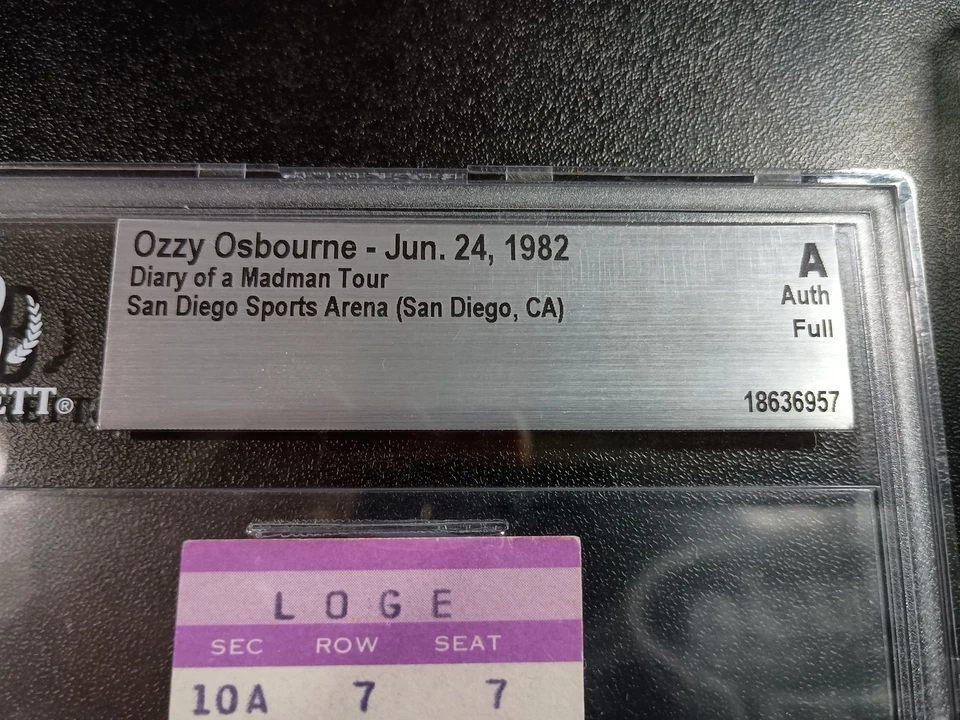 Ozzy Osbourne - Jun. 24, 1982
Diary of a Madman Tour
San Diego Sports Arena (San Diego, CA)
A
Auth
Full
18636957
ETT®
LOGE
SEC ROW SEAT
10A 7 7